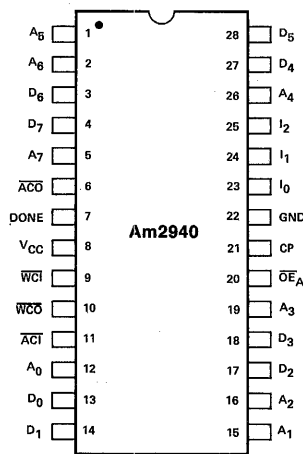 A5 1 28 D5
A6 2 27 D4
D6 3 26 A4
D7 4 25 I2
A7 5 24 I1
ACO 6 23 I0
DONE 7 22 GND
Am2940
VCC 8 21 CP
WCI 9 20 OEA
WCO 10 19 A3
ACI 11 18 D3
A0 12 17 D2
D0 13 16 A2
D1 14 15 A1